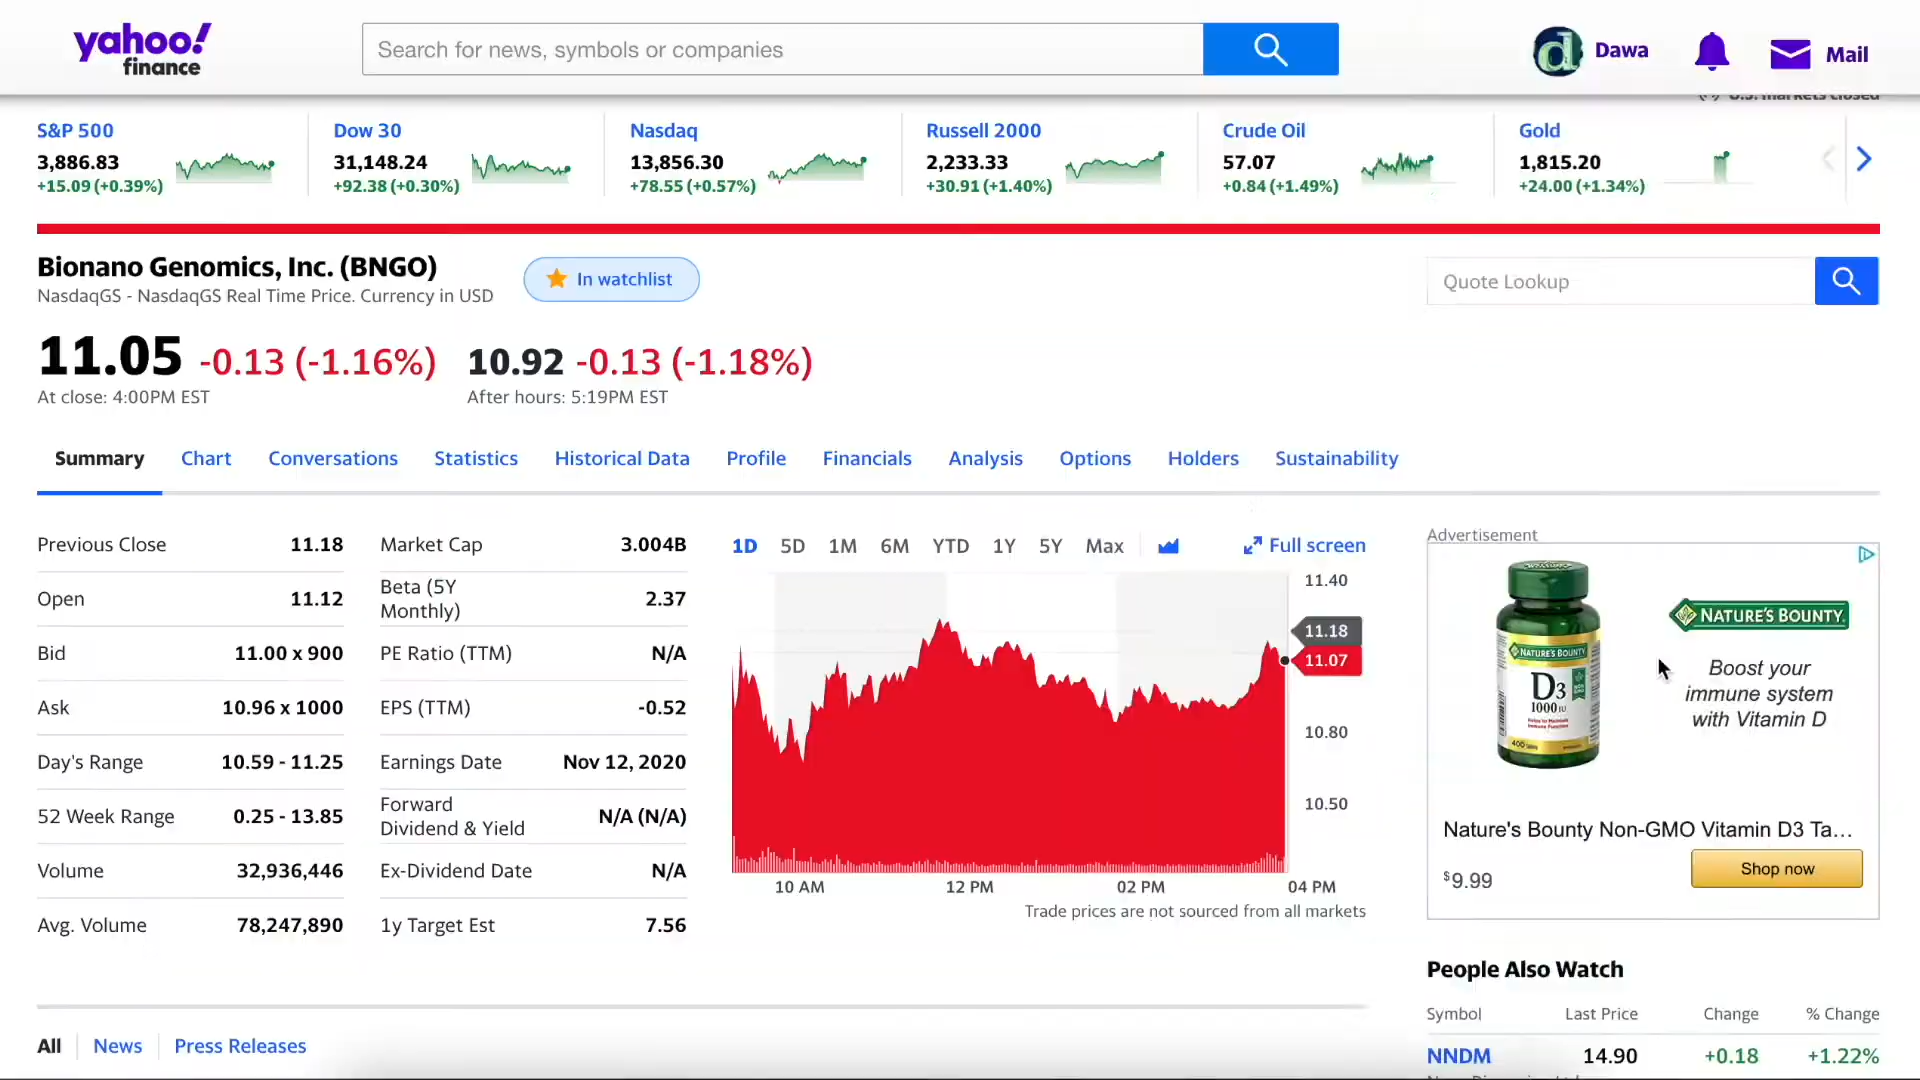 yahoo!
finance
Search for news, symbols or companies
Dawa
Mail
U.S. markets closed
S&P 500
3,886.83
+15.09 (+0.39%)
Dow 30
31,148.24
+92.38 (+0.30%)
Nasdaq
13,856.30
+78.55 (+0.57%)
Russell 2000
2,233.33
+30.91 (+1.40%)
Crude Oil
57.07
+0.84 (+1.49%)
Gold
1,815.20
+24.00 (+1.34%)
Bionano Genomics, Inc. (BNGO)
NasdaqGS - NasdaqGS Real Time Price. Currency in USD
In watchlist
Quote Lookup
11.05 -0.13 (-1.16%)
At close: 4:00PM EST
10.92 -0.13 (-1.18%)
After hours: 5:19PM EST
Summary
Chart
Conversations
Statistics
Historical Data
Profile
Financials
Analysis
Options
Holders
Sustainability
Previous Close 11.18
Open 11.12
Bid 11.00 x 900
Ask 10.96 x 1000
Day's Range 10.59 - 11.25
52 Week Range 0.25 - 13.85
Volume 32,936,446
Avg. Volume 78,247,890
Market Cap 3.004B
Beta (5Y
Monthly) 2.37
PE Ratio (TTM) N/A
EPS (TTM) -0.52
Earnings Date Nov 12, 2020
Forward
Dividend & Yield N/A (N/A)
Ex-Dividend Date N/A
1y Target Est 7.56
1D 5D 1M 6M YTD 1Y 5Y Max
Full screen
11.40
11.18
11.07
10.80
10.50
10 AM 12 PM 02 PM 04 PM
Trade prices are not sourced from all markets
Advertisement
NATURE'S BOUNTY
D3
1000 IU
NATURE'S BOUNTY
Boost your
immune system
with Vitamin D
Nature's Bounty Non-GMO Vitamin D3 Ta...
$9.99
Shop now
People Also Watch
Symbol Last Price Change % Change
NNDM 14.90 +0.18 +1.22%
All
News
Press Releases